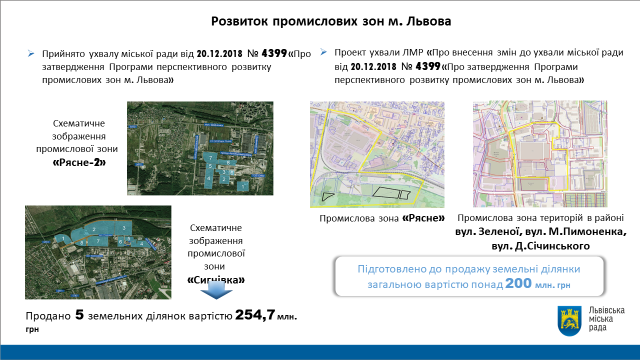 Розвиток промислових зон м. Львова
Прийнято ухвалу міської ради від 20.12.2018 № 4399 «Про
затвердження Програми перспективного розвитку
промислових зон м. Львова»
Схематичне
зображення
промислової зони
«Рясне-2»
Схематичне
зображення
промислової
зони
«Сигнівка»
Продано 5 земельних ділянок вартістю 254,7 млн.
грн
Проект ухвали ЛМР «Про внесення змін до ухвали міської ради
від 20.12.2018 № 4399 «Про затвердження Програми
перспективного розвитку промислових зон м. Львова»
Промислова зона «Рясне»
Промислова зона територій в районі
вул. Зеленої, вул. М.Пимоненка,
вул. Д.Січинського
Підготовлено до продажу земельні ділянки
загальною вартістю понад 200 млн. грн
Львівська
міська
рада